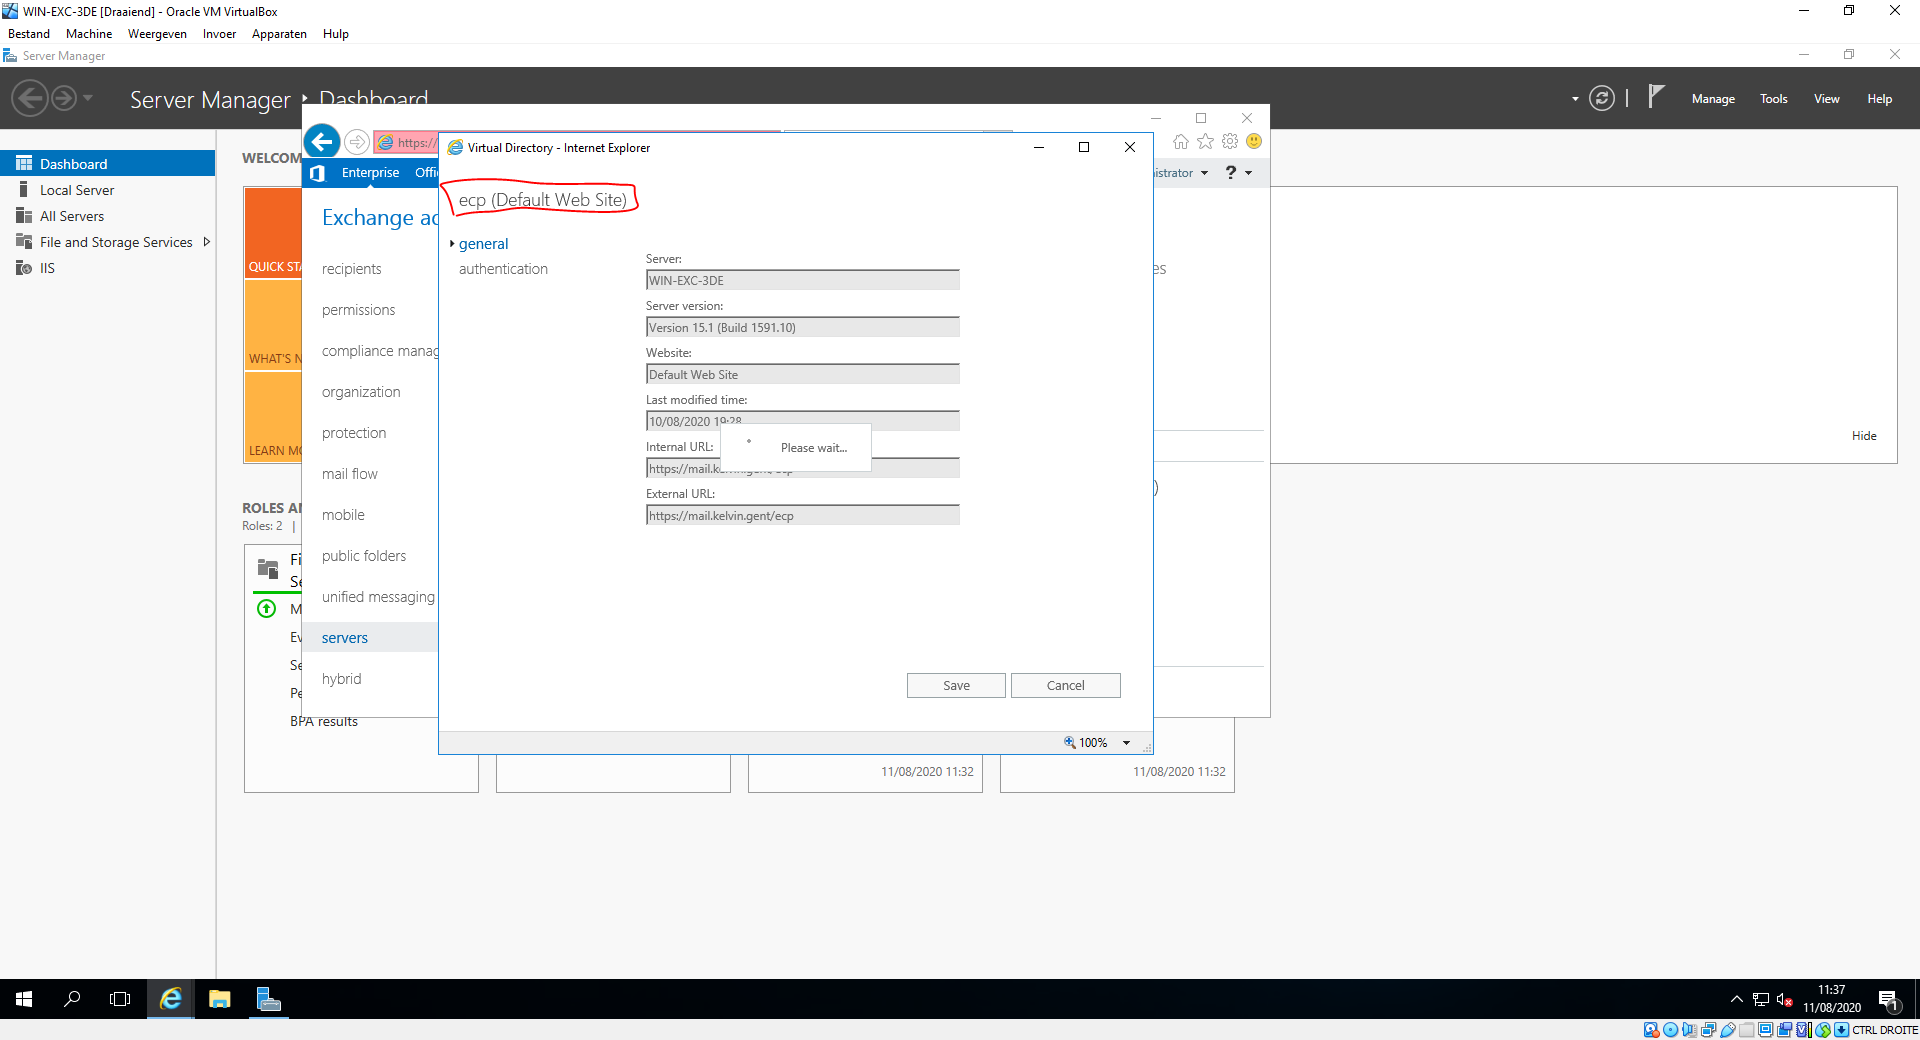 WIN-EXC-3DE [Draaiend] - Oracle VM VirtualBox
Bestand Machine Weergeven Invoer Apparaten Hulp
Server Manager
Server Manager Dashboard
Manage Tools View Help
Dashboard
Local Server
All Servers
File and Storage Services
IIS
WELCOM
QUICK STA
WHAT'S N
LEARN MO
Hide
ROLES AN
Roles: 2 |
Fi
Se
M
Ev
Se
Pe
BPA results
11/08/2020 11:32
11/08/2020 11:32
https://
Enterprise Offi
istrator ?
Exchange ad
recipients
permissions
compliance manag
organization
protection
mail flow
mobile
public folders
unified messaging
servers
hybrid
es
)
Virtual Directory - Internet Explorer
ecp (Default Web Site)
general
authentication
Server:
WIN-EXC-3DE
Server version:
Version 15.1 (Build 1591.10)
Website:
Default Web Site
Last modified time:
10/08/2020 19:28
Internal URL:
https://mail.kelvin.gent/ecp
Please wait...
External URL:
https://mail.kelvin.gent/ecp
Save Cancel
100%
11:37
11/08/2020
1
CTRL DROITE